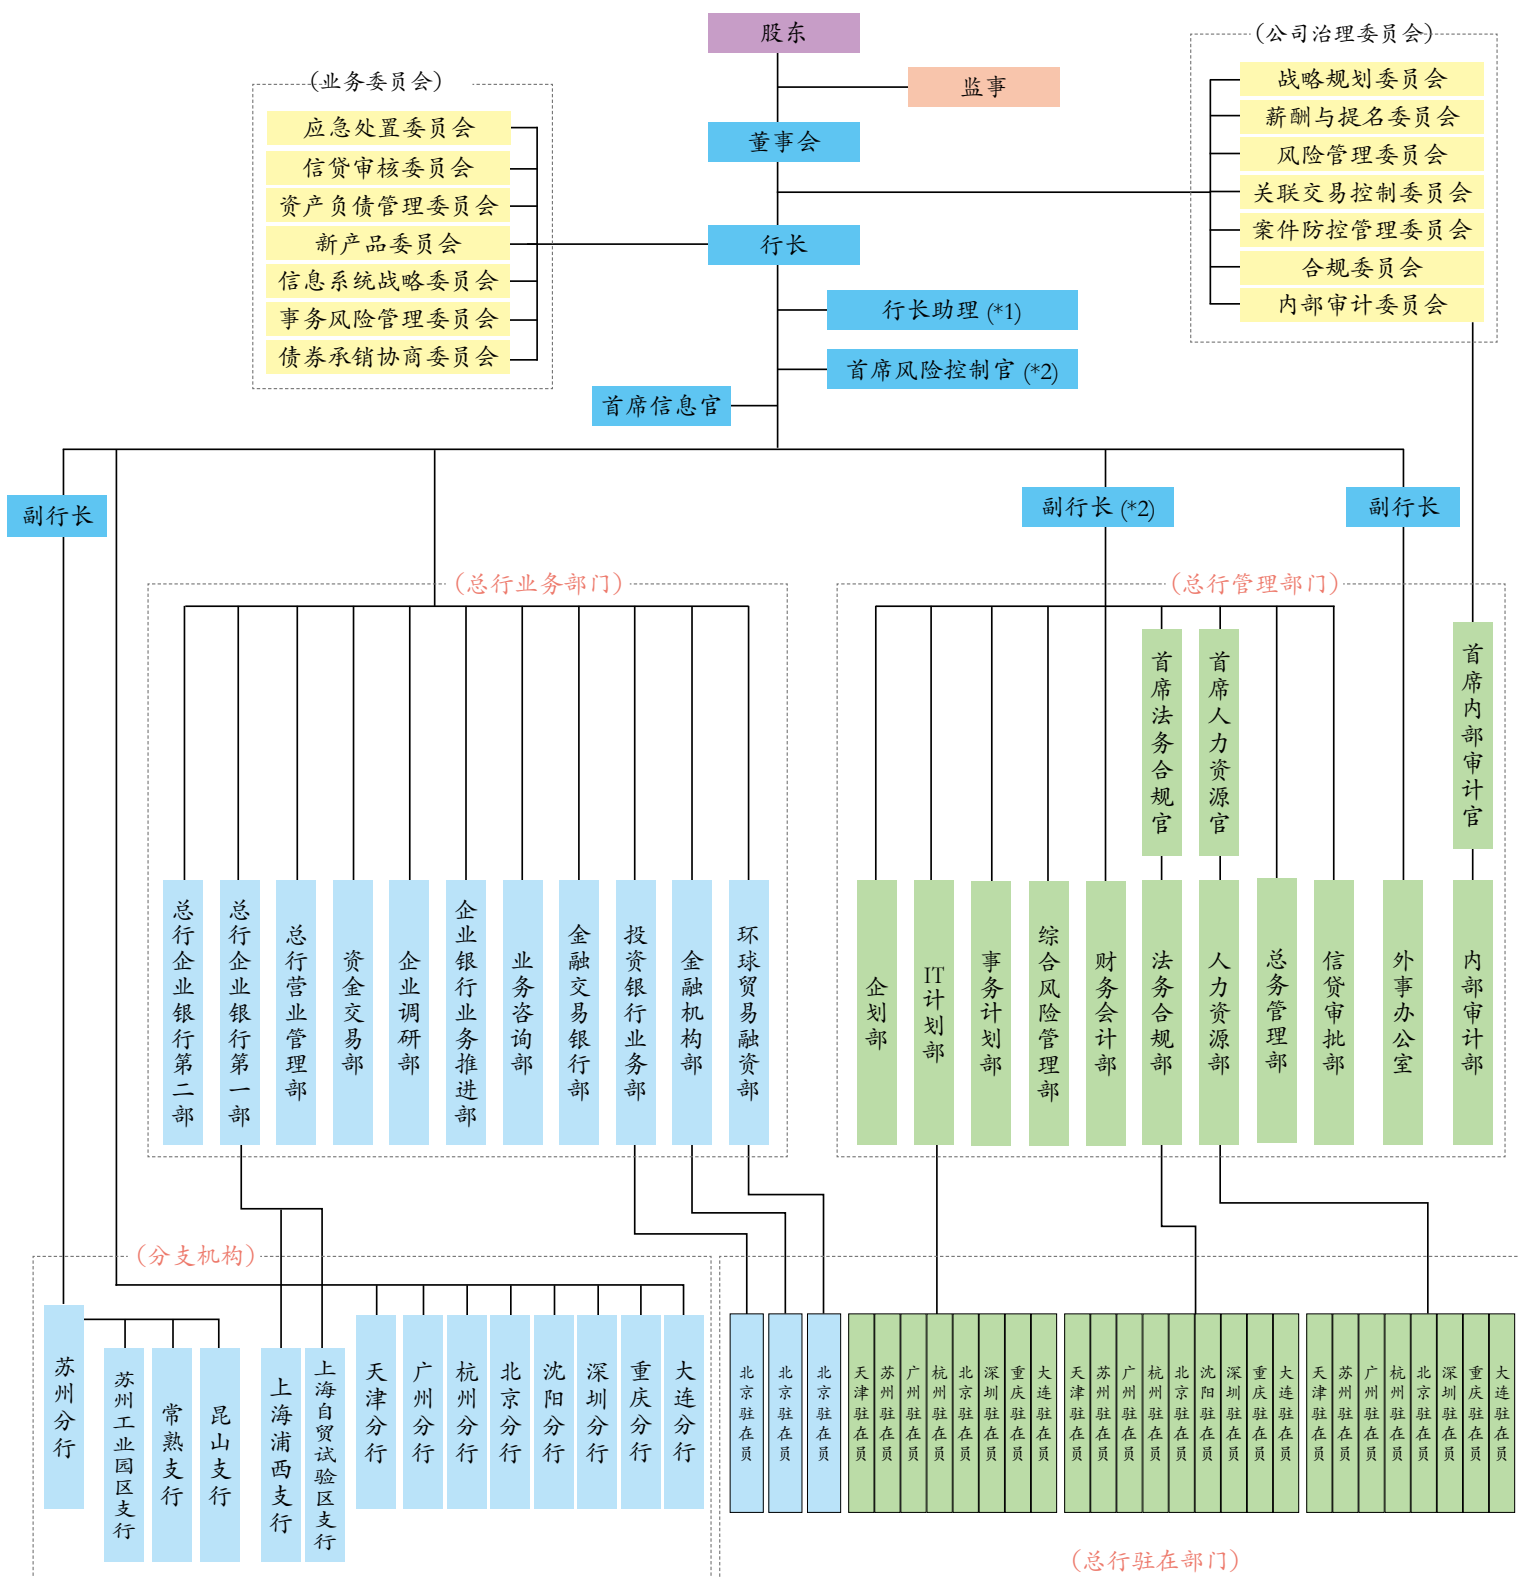 股东
(公司治理委员会)
监事
(业务委员会)
董事会
行长
战略规划委员会
薪酬与提名委员会
风险管理委员会
关联交易控制委员会
案件防控管理委员会
合规委员会
内部审计委员会
应急处置委员会
信贷审核委员会
资产负债管理委员会
新产品委员会
信息系统战略委员会
事务风险管理委员会
债券承销协商委员会
行长助理 (*1)
首席风险控制官 (*2)
首席信息官
副行长
副行长 (*2)
副行长
(总行业务部门)
(总行管理部门)
首席法务合规官
首席人力资源官
首席内部审计官
总行企业银行第二部
总行企业银行第一部
总行营业管理部
资金交易部
企业调研部
企业银行业务推进部
业务咨询部
金融交易银行部
投资银行业务部
金融机构部
环球贸易融资部
企划部
IT计划部
事务计划部
综合风险管理部
财务会计部
法务合规部
人力资源部
总务管理部
信贷审批部
外事办公室
内部审计部
(分支机构)
苏州分行
苏州工业园区支行
常熟支行
昆山支行
上海浦西支行
上海自贸试验区支行
天津分行
广州分行
杭州分行
北京分行
沈阳分行
深圳分行
重庆分行
大连分行
北京驻在员
北京驻在员
北京驻在员
天津驻在员
苏州驻在员
广州驻在员
杭州驻在员
北京驻在员
深圳驻在员
重庆驻在员
大连驻在员
天津驻在员
苏州驻在员
广州驻在员
杭州驻在员
北京驻在员
沈阳驻在员
深圳驻在员
重庆驻在员
大连驻在员
天津驻在员
苏州驻在员
广州驻在员
杭州驻在员
北京驻在员
深圳驻在员
重庆驻在员
大连驻在员
(总行驻在部门)